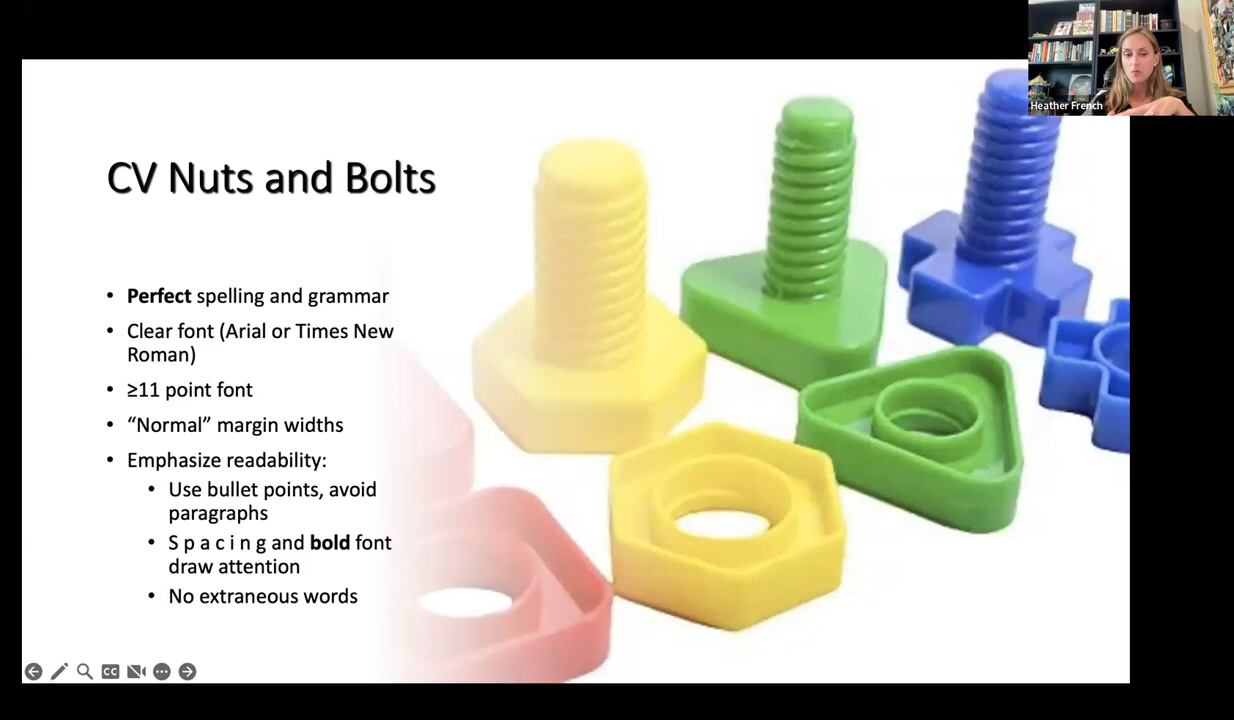 Heather French
CV Nuts and Bolts
• Perfect spelling and grammar
• Clear font (Arial or Times New
Roman)
• ≥11 point font
• “Normal” margin widths
• Emphasize readability:
• Use bullet points, avoid
paragraphs
• S p a c i n g and bold font
draw attention
• No extraneous words
CC